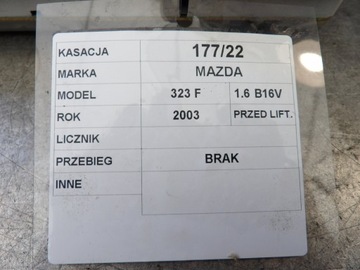 KASACJA 177/22
MARKA MAZDA
MODEL 323 F 1.6 B16V
ROK 2003 PRZED LIFT.
LICZNIK
PRZEBIEG BRAK
INNE